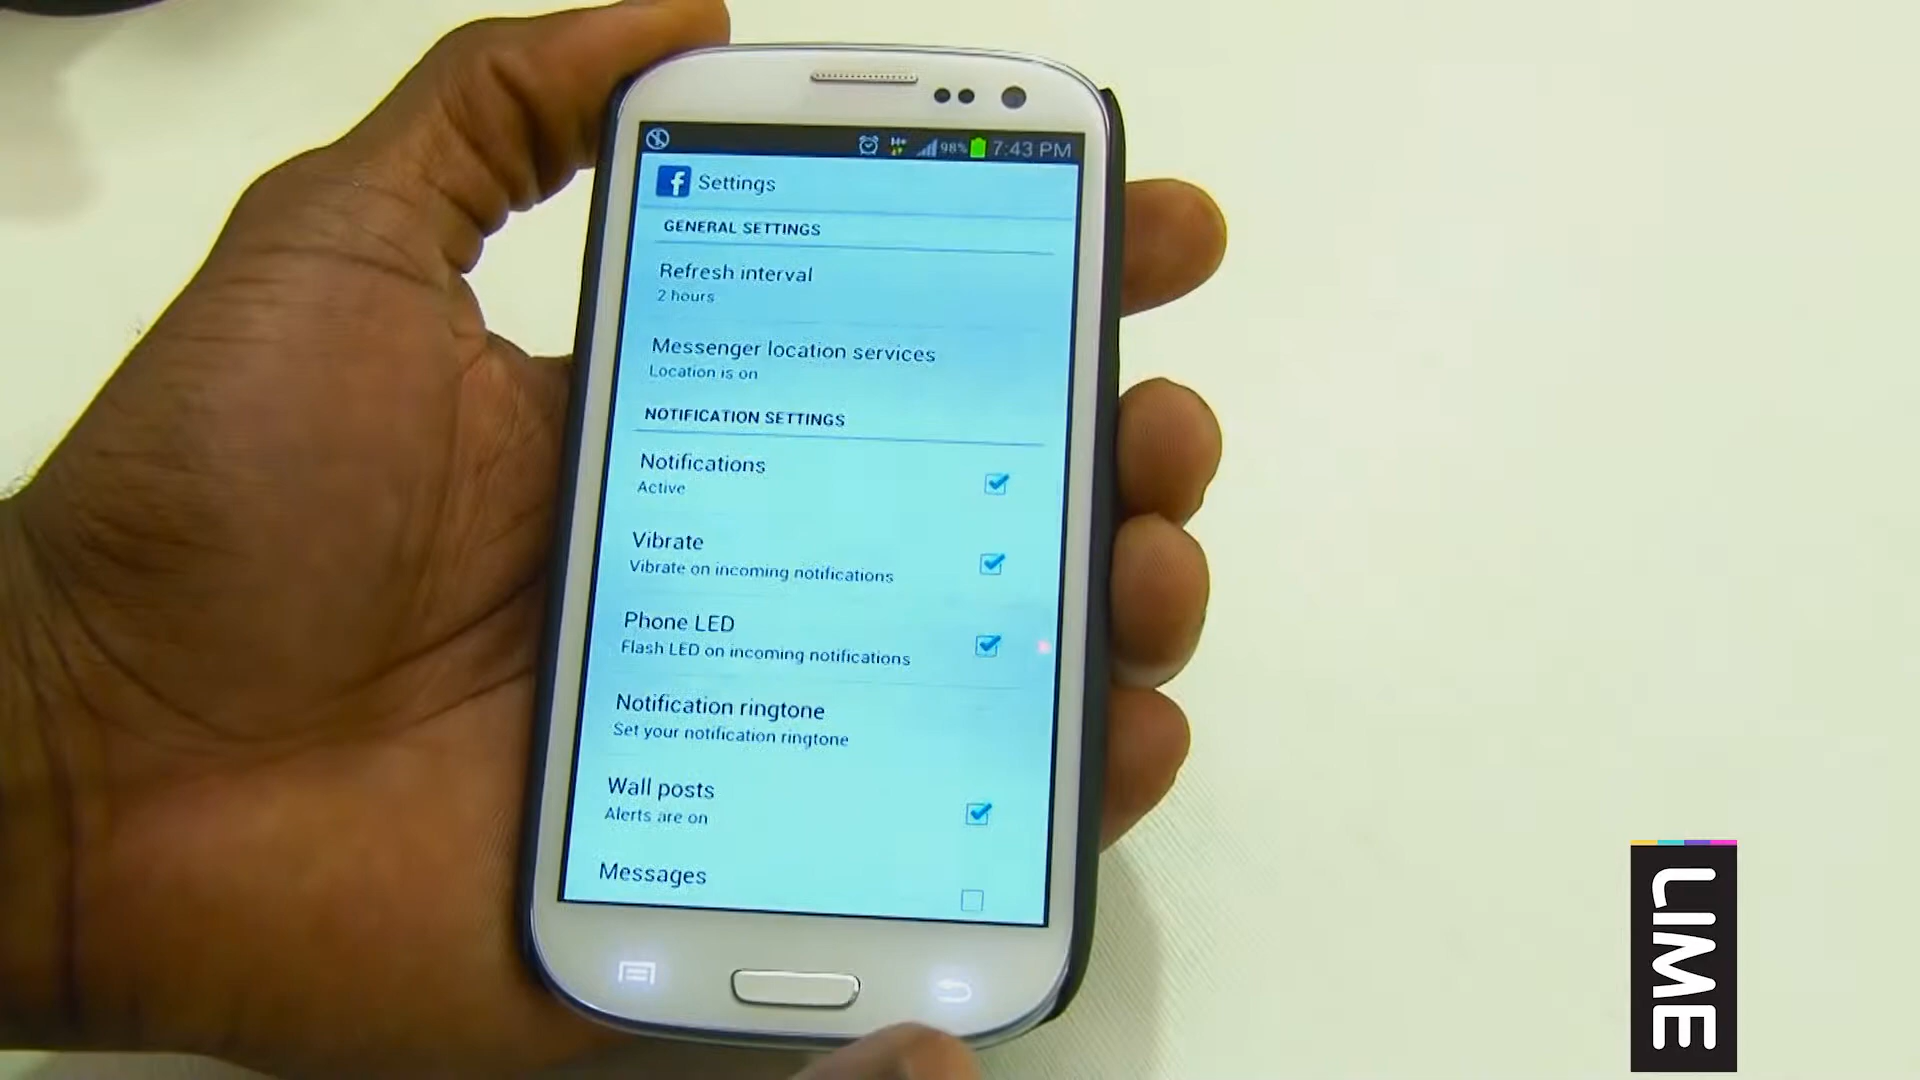 98% 7:43 PM
f Settings
GENERAL SETTINGS
Refresh interval
2 hours
Messenger location services
Location is on
NOTIFICATION SETTINGS
Notifications
Active
Vibrate
Vibrate on incoming notifications
Phone LED
Flash LED on incoming notifications
Notification ringtone
Set your notification ringtone
Wall posts
Alerts are on
Messages
LIME